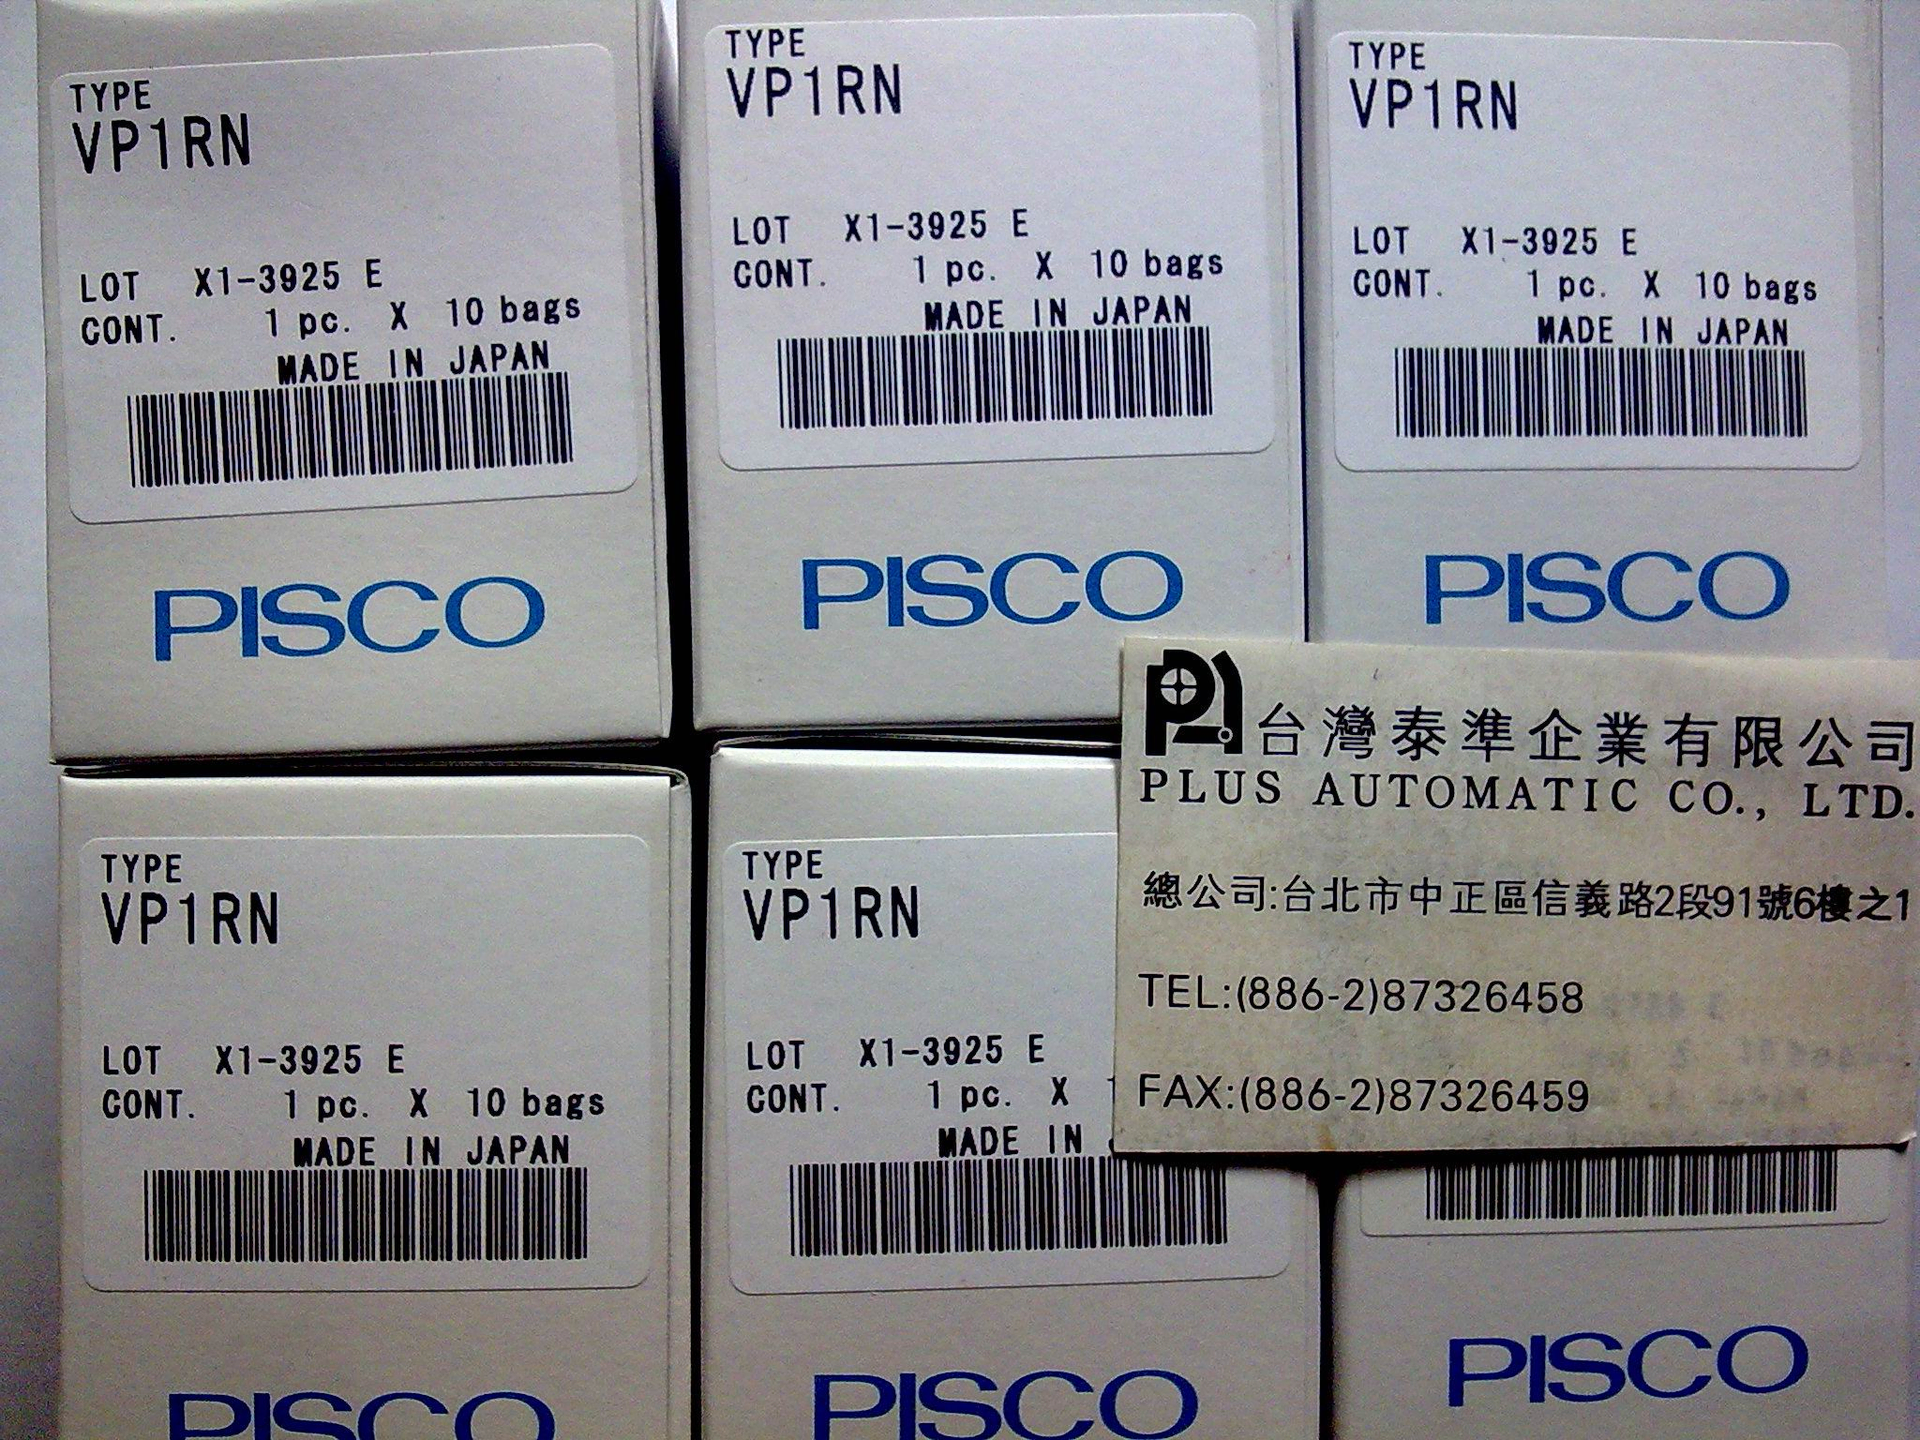 TYPE
VP1RN
LOT X1-3925 E
CONT. 1 pc. X 10 bags
MADE IN JAPAN
PISCO
TYPE
VP1RN
LOT X1-3925 E
CONT. 1 pc. X 10 bags
MADE IN JAPAN
PISCO
TYPE
VP1RN
LOT X1-3925 E
CONT. 1 pc. X 10 bags
MADE IN JAPAN
PISCO
台灣泰準企業有限公司
PLUS AUTOMATIC CO., LTD.
總公司:台北市中正區信義路2段91號6樓之1
TEL:(886-2)87326458
FAX:(886-2)87326459
TYPE
VP1RN
LOT X1-3925 E
CONT. 1 pc. X 10 bags
MADE IN JAPAN
PISCO
TYPE
VP1RN
LOT X1-3925 E
CONT. 1 pc. X
MADE IN
PISCO
PISCO